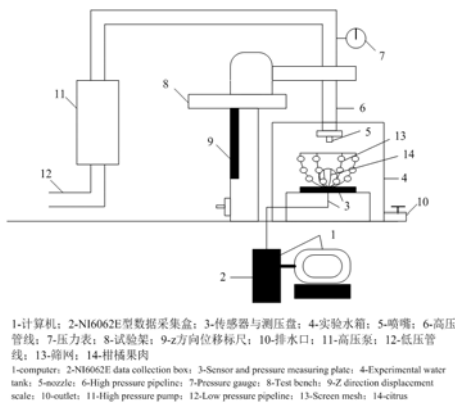 7
11
8
6
5
13
9
14
4
12
3
10
1
2
1-计算机；2-NI6062E型数据采集盒；3-传感器与测压盘；4-实验水箱；5-喷嘴；6-高压
管线；7-压力表；8-试验架；9-z方向位移标尺；10-排水口；11-高压泵；12-低压管
线；13-筛网；14-柑橘果肉
1-computer; 2-NI6062E data collection box; 3-Sensor and pressure measuring plate; 4-Experimental water
tank; 5-nozzle; 6-High pressure pipeline; 7-Pressure gauge; 8-Test bench; 9-Z direction displacement
scale; 10-outlet; 11-High pressure pump; 12-Low pressure pipeline; 13-Screen mesh; 14-citrus